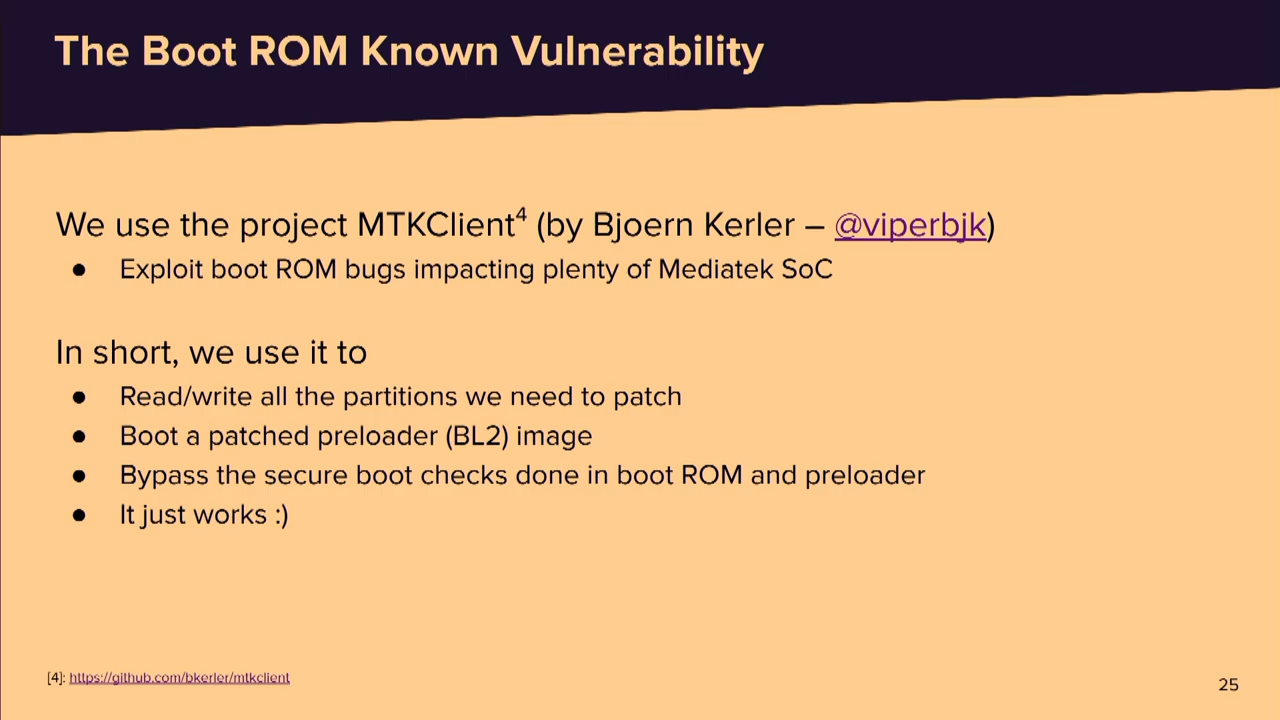 The Boot ROM Known Vulnerability
We use the project MTKClient⁴ (by Bjoern Kerler – @viperbjk)
● Exploit boot ROM bugs impacting plenty of Mediatek SoC
In short, we use it to
● Read/write all the partitions we need to patch
● Boot a patched preloader (BL2) image
● Bypass the secure boot checks done in boot ROM and preloader
● It just works :)
[4]: https://github.com/bkerler/mtkclient
25